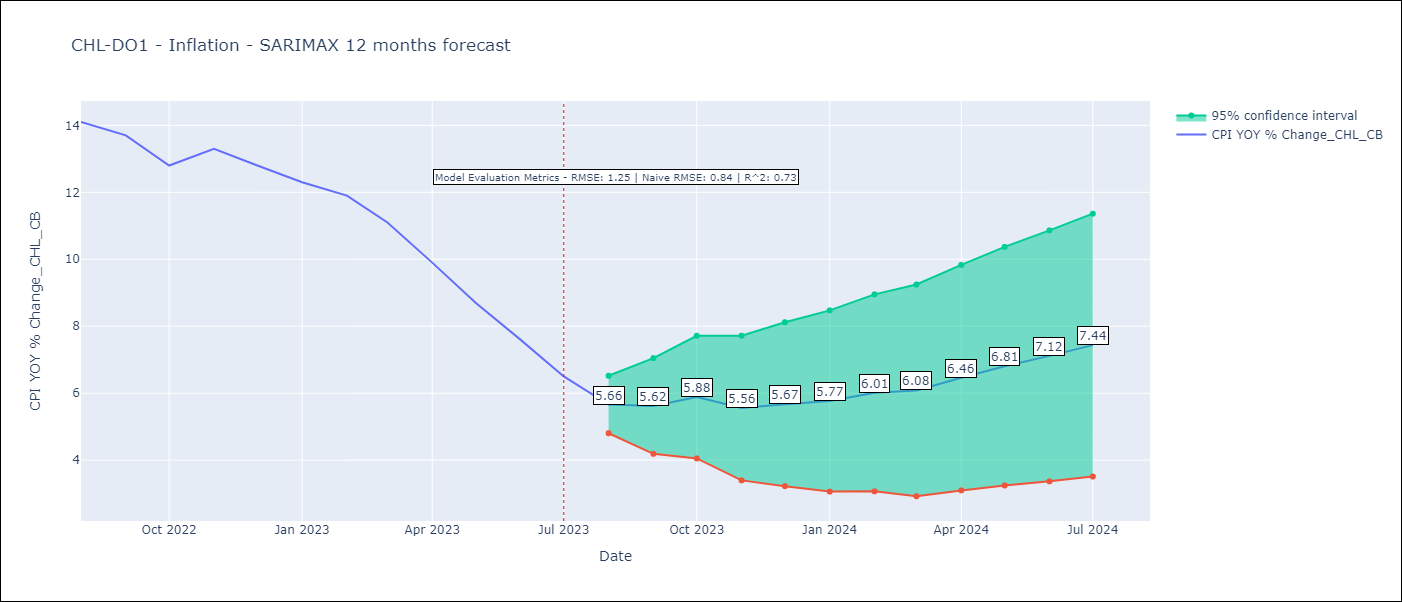 CHL-DO1 - Inflation - SARIMAX 12 months forecast
95% confidence interval
CPI YOY % Change_CHL_CB
Model Evaluation Metrics - RMSE: 1.25 | Naive RMSE: 0.84 | R^2: 0.73
CPI YOY % Change_CHL_CB
14
12
10
8
6
4
5.66
5.62
5.88
5.56
5.67
5.77
6.01
6.08
6.46
6.81
7.12
7.44
Oct 2022
Jan 2023
Apr 2023
Jul 2023
Oct 2023
Jan 2024
Apr 2024
Jul 2024
Date